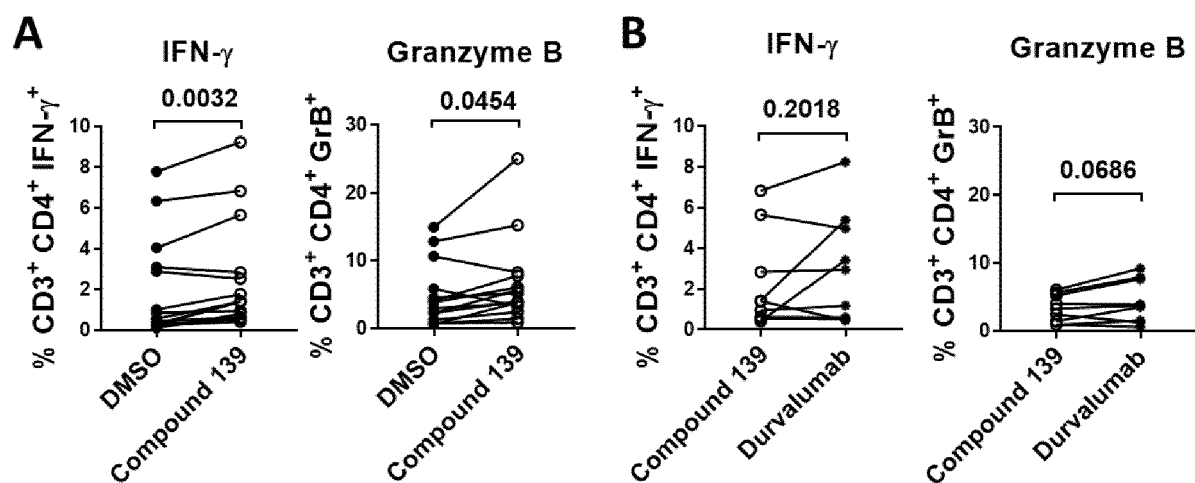 A
IFN-γ
0.0032
% CD3+ CD4+ IFN-γ+
10
8
6
4
2
0
DMSO
Compound 139
Granzyme B
0.0454
% CD3+ CD4+ GrB+
30
20
10
0
DMSO
Compound 139
B
IFN-γ
0.2018
% CD3+ CD4+ IFN-γ+
10
8
6
4
2
0
Compound 139
Durvalumab
Granzyme B
0.0686
% CD3+ CD4+ GrB+
30
20
10
0
Compound 139
Durvalumab